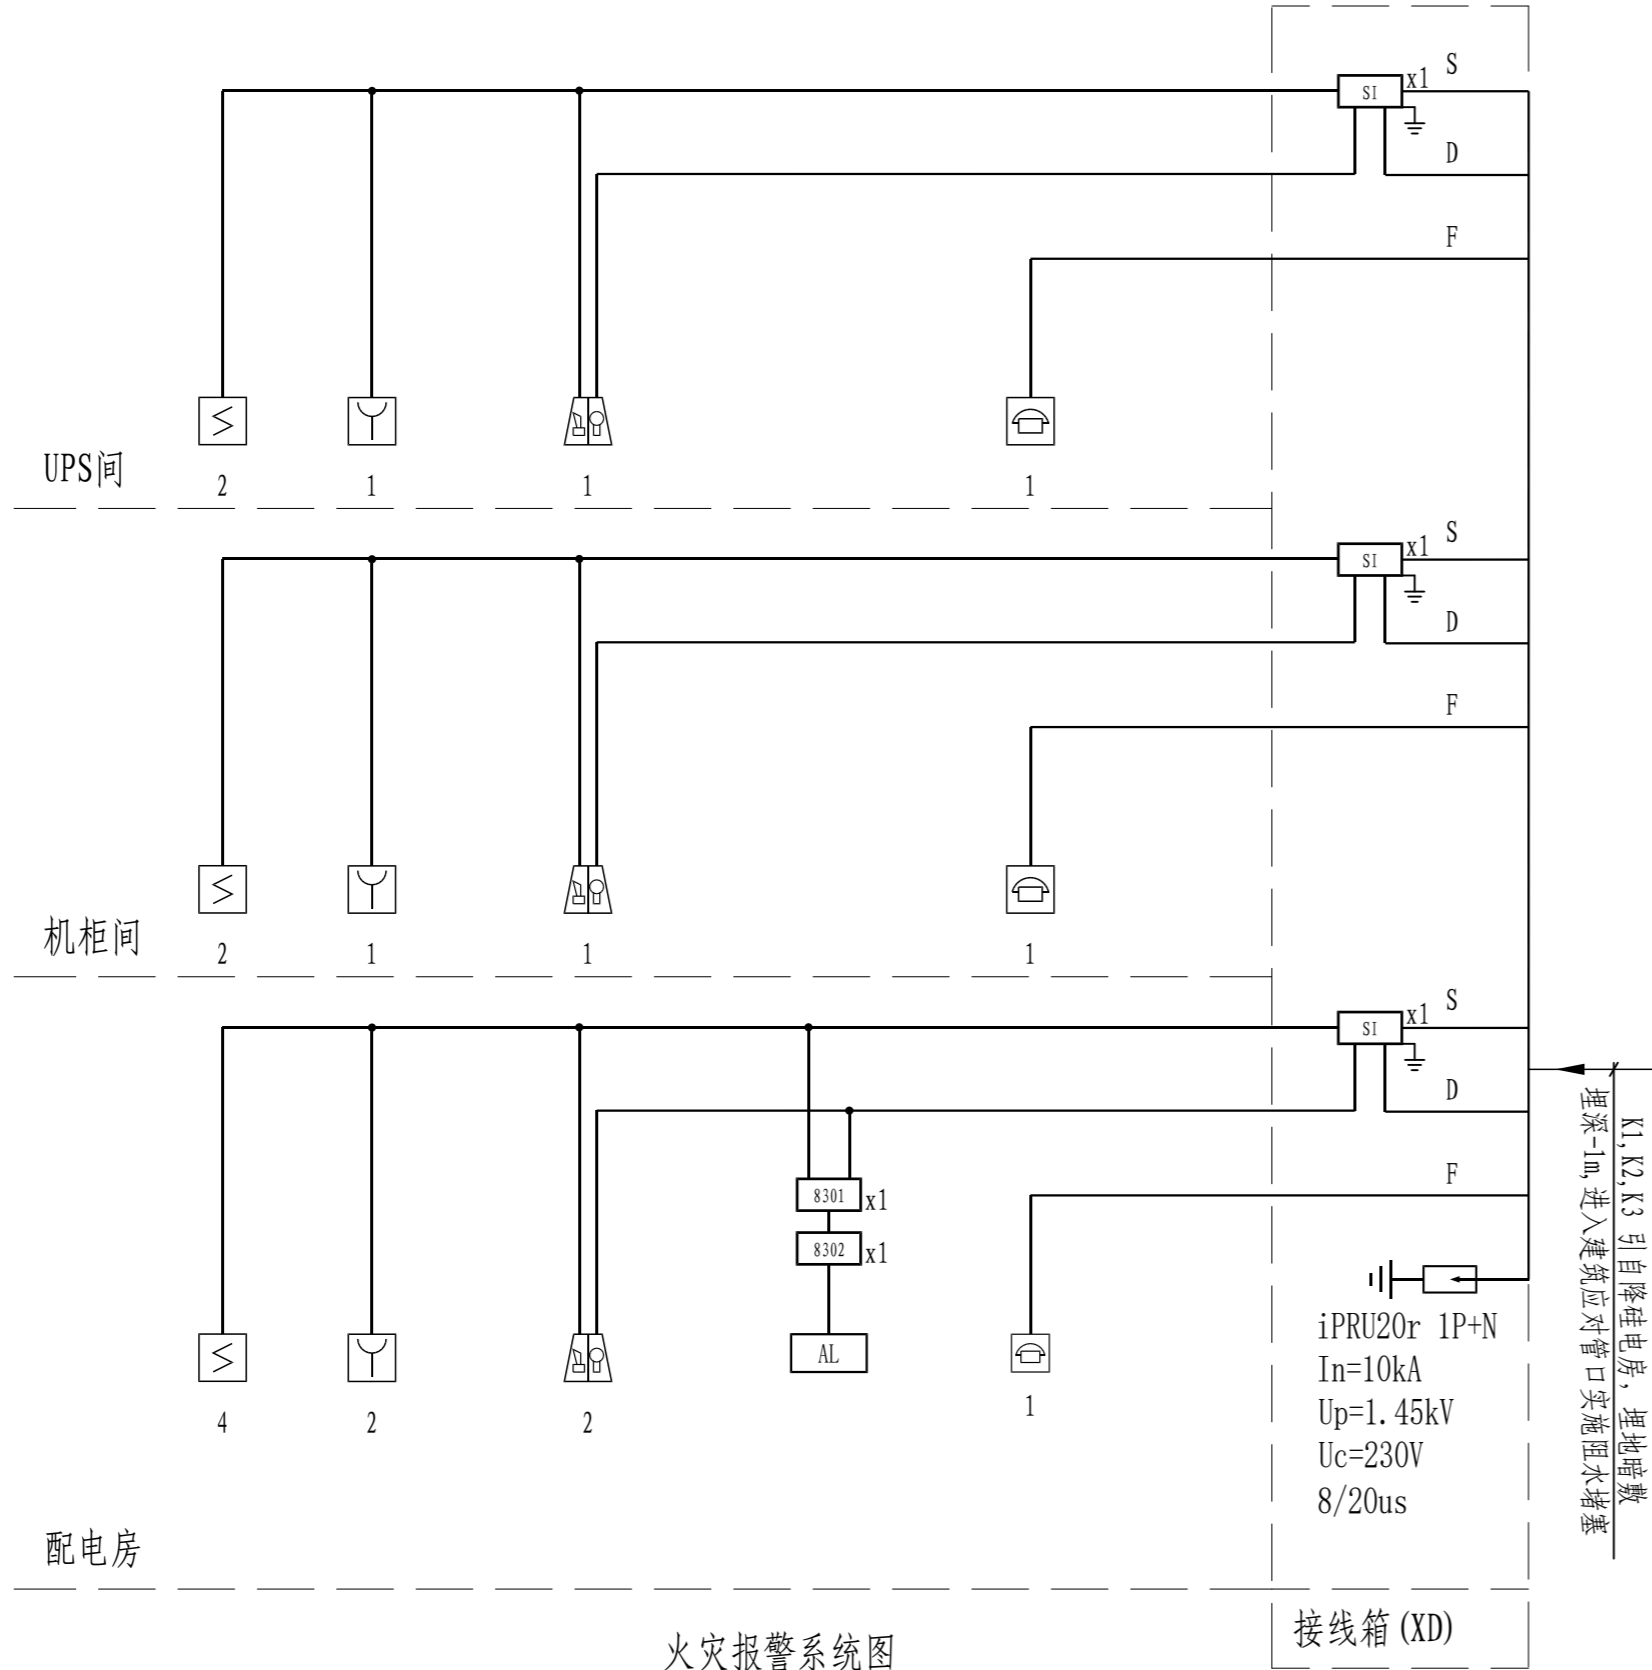 SI
x1
S
D
F
UPS间
2
1
1
1
SI
x1
S
D
F
机柜间
2
1
1
1
SI
x1
S
D
F
8301
x1
8302
x1
AL
4
2
2
1
iPRU20r 1P+N
In=10kA
Up=1.45kV
Uc=230V
8/20us
K1,K2,K3 引自降硅电房，埋地暗敷
埋深-1m,进入建筑应对管口实施阻水堵塞
配电房
接线箱(XD)
火灾报警系统图